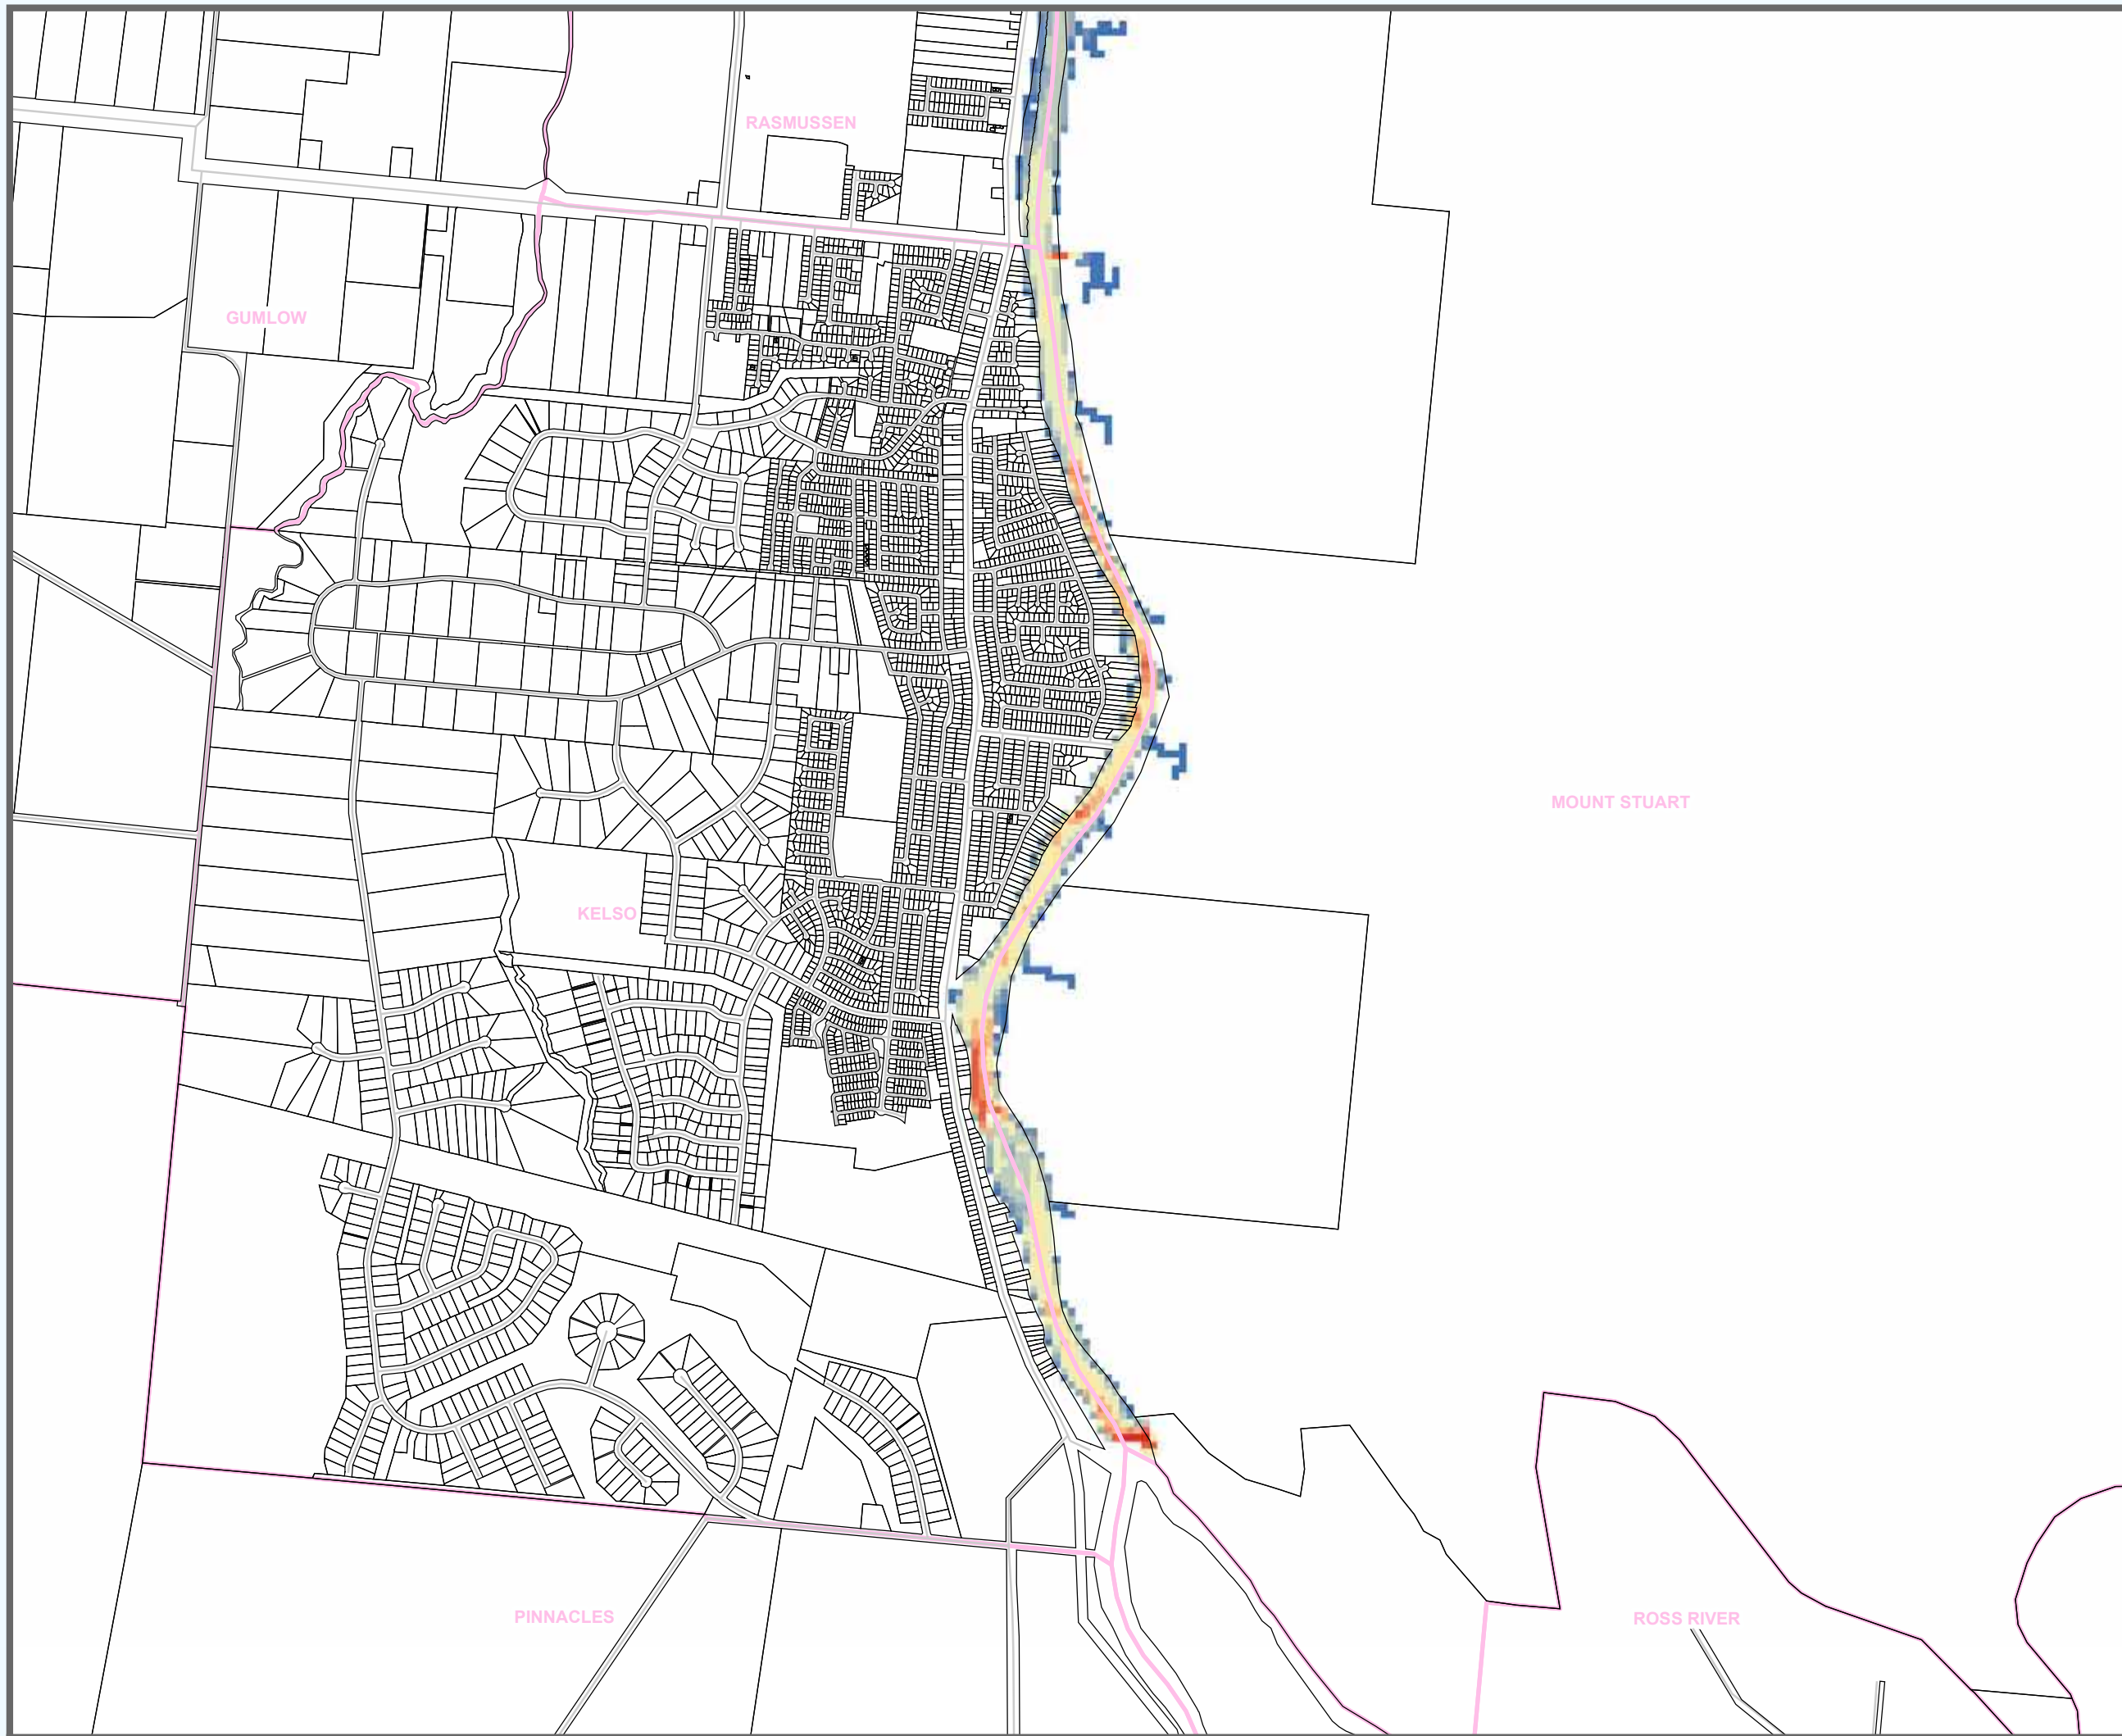 RASMUSSEN
GUMLOW
MOUNT STUART
KELSO
PINNACLES
ROSS RIVER